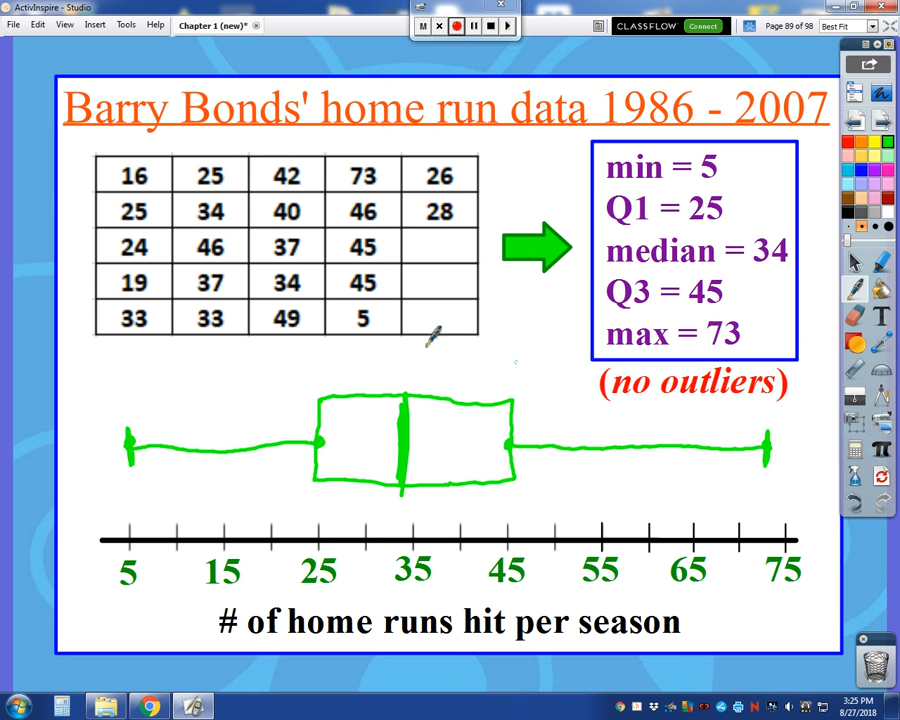 ActivInspire - Studio
File Edit View Insert Tools Help Chapter 1 (new)* CLASSFLOW Connect Page 89 of 98 Best Fit
Barry Bonds' home run data 1986 - 2007
16 25 42 73 26
25 34 40 46 28
24 46 37 45
19 37 34 45
33 33 49 5
min = 5
Q1 = 25
median = 34
Q3 = 45
max = 73
(no outliers)
5 15 25 35 45 55 65 75
# of home runs hit per season
3:25 PM
8/27/2018